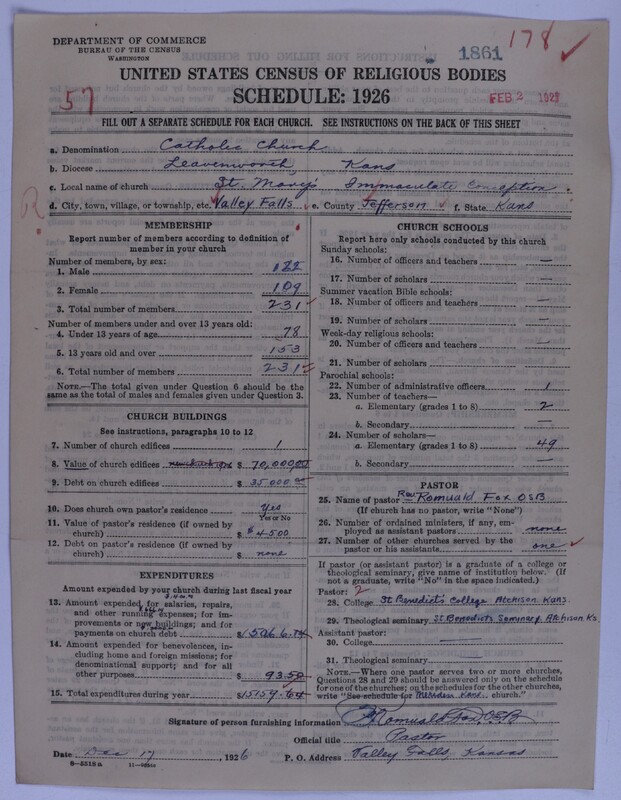 178
DEPARTMENT OF COMMERCE
BUREAU OF THE CENSUS
WASHINGTON
1861
UNITED STATES CENSUS OF RELIGIOUS BODIES
SCHEDULE: 1926
57
FEB 2 192
FILL OUT A SEPARATE SCHEDULE FOR EACH CHURCH. SEE INSTRUCTIONS ON THE BACK OF THIS SHEET
a. Denomination Catholic Church
b. Diocese Leavenworth, Kans
c. Local name of church St. Mary's Immaculate Conception.
R
d. City, town, village, or township, etc. Valley Falls e. County Jefferson f. State Kans
MEMBERSHIP
Report number of members according to definition of member in your church
Number of members, by sex:
1. Male 122
2. Female 109
3. Total number of members 231
Number of members under and over 13 years old:
4. Under 13 years of age 78
5. 13 years old and over 153
6. Total number of members 231
NOTE.—The total given under Question 6 should be the same as the total of males and females given under Question 3.
CHURCH BUILDINGS
See instructions, paragraphs 10 to 12
7. Number of church edifices 1
8. Value of church edifices $ 70,000.00
9. Debt on church edifices $ 35000.00
10. Does church own pastor's residence? Yes
Yes or No
11. Value of pastor's residence (if owned by church) $ $4500
12. Debt on pastor's residence (if owned by church) $ none
EXPENDITURES
Amount expended by your church during last fiscal year
13. Amount expended for salaries, repairs, and other running expenses; for improvements or new buildings; and for payments on church debt $
14. Amount expended for benevolences, including home and foreign missions; for denominational support; and for all other purposes 93.50
15. Total expenditures during year $ 15159.64
CHURCH SCHOOLS
Report here only schools conducted by this church
Sunday schools:
16. Number of officers and teachers —
17. Number of scholars —
Summer vacation Bible schools:
18. Number of officers and teachers —
19. Number of scholars —
Week-day religious schools:
20. Number of officers and teachers —
21. Number of scholars —
Parochial schools:
22. Number of administrative officers 1
23. Number of teachers—
a. Elementary (grades 1 to 8) 2
b. Secondary —
24. Number of scholars—
a. Elementary (grades 1 to 8) 49
b. Secondary —
PASTOR
25. Name of pastor Rev Romuald Fox OSB
(If church has no pastor, write "None")
26. Number of ordained ministers, if any, employed as assistant pastors none
27. Number of other churches served by the pastor or his assistants one
If pastor (or assistant pastor) is a graduate of a college or theological seminary, give name of institution below. (If not a graduate, write "No" in the space indicated.)
Pastor: 2
28. College St Benedict's College Atchison Kans.
29. Theological seminary St Benedicts Seminary Atchison Ks.
Assistant pastor:
30. College —
31. Theological seminary —
NOTE.—Where one pastor serves two or more churches, Questions 28 and 29 should be answered only on the schedule for one of the churches; on the schedules for the other churches, write "See schedule for Meriden Kans. church."
Signature of person furnishing information Romuald Fox, OSB
Official title Pastor
Date Dec 17, 1926 P. O. Address Valley Falls, Kansas
8-5518 a 11-